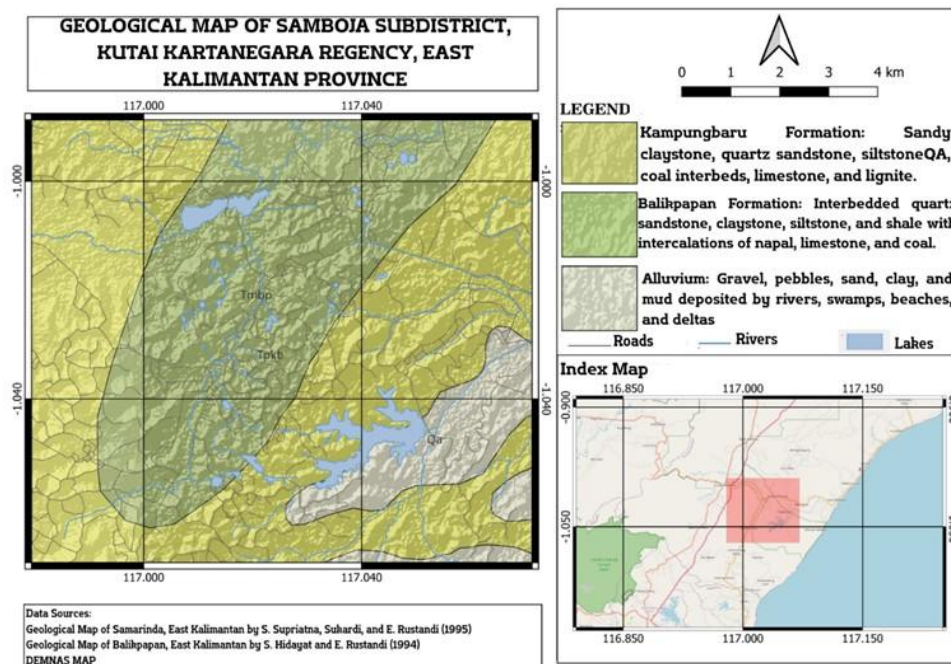 GEOLOGICAL MAP OF SAMBOJA SUBDISTRICT,
KUTAI KARTANEGARA REGENCY, EAST
KALIMANTAN PROVINCE
117.000 117.040
-1.000 -1.000
Tmbp
Tpkb
-1.040 -1.040
Qa
117.000 117.040
Data Sources:
Geological Map of Samarinda, East Kalimantan by S. Supriatna, Sukardi, and E. Rustandi (1995)
Geological Map of Balikpapan, East Kalimantan by S. Hidayat and E. Rustandi (1994)
DEMNAS MAP
0 1 2 3 4 km
LEGEND
Kampungbaru Formation: Sandy
claystone, quartz sandstone, siltstoneQA,
coal interbeds, limestone, and lignite.
Balikpapan Formation: Interbedded quartz
sandstone, claystone, siltstone, and shale with
intercalations of napal, limestone, and coal.
Alluvium: Gravel, pebbles, sand, clay, and
mud deposited by rivers, swamps, beaches,
and deltas
Roads Rivers Lakes
Index Map
116.850 117.000 117.150
-0.900
-1.050
116.850 117.000 117.150